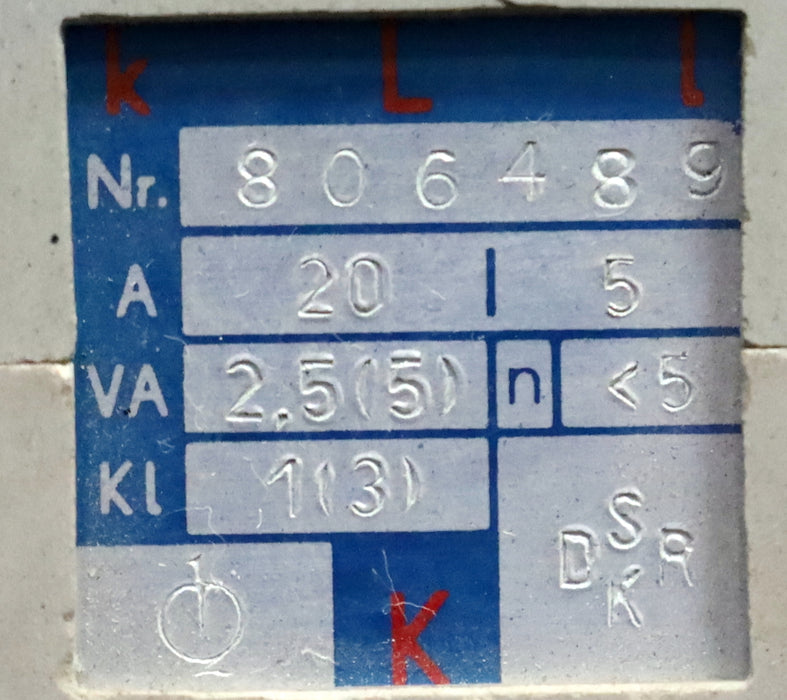 k L l
Nr. 806489
A 20 | 5
VA 2,5(5) n <5
Kl 1(3)
S
D R
K
K